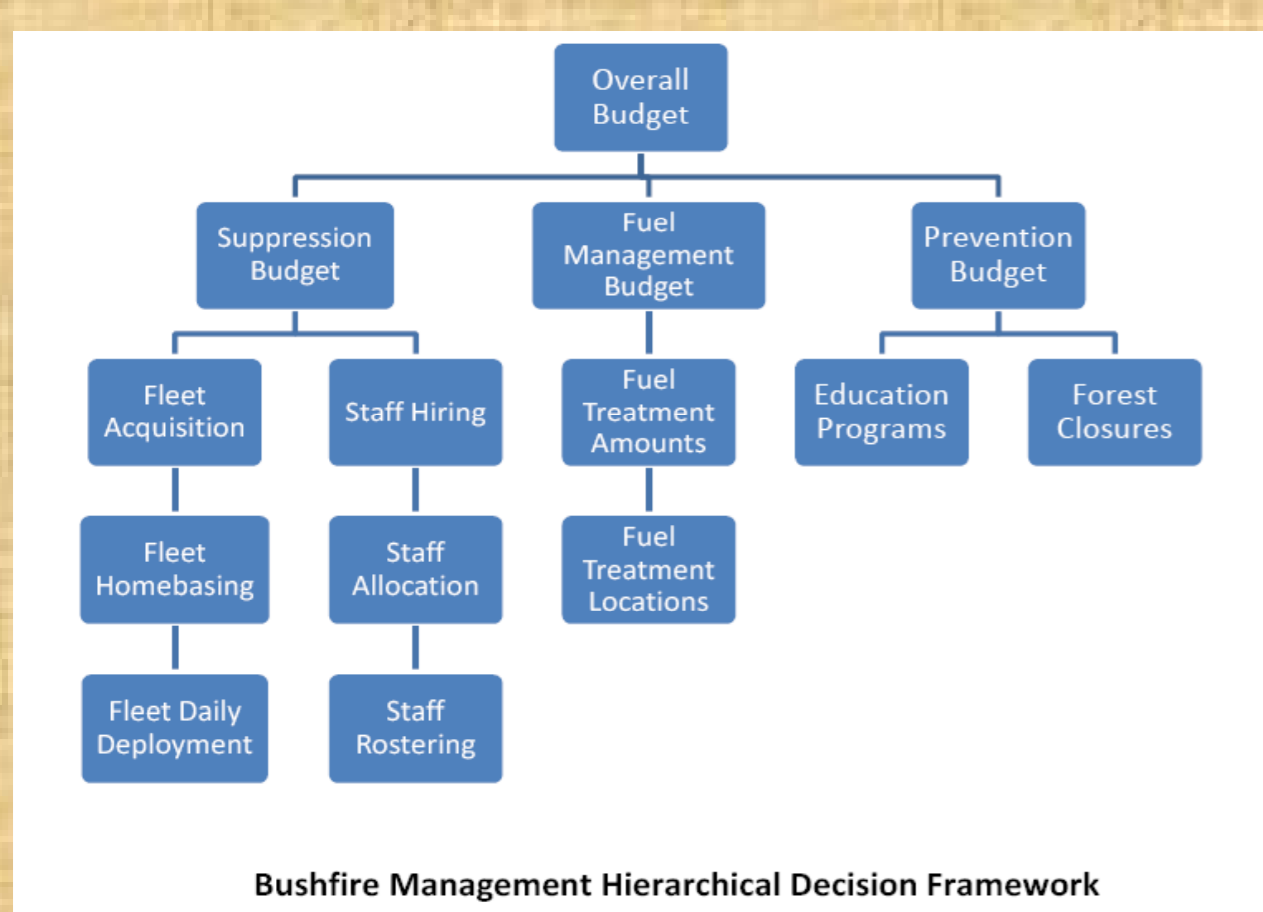 Overall
Budget
Suppression
Budget
Fuel
Management
Budget
Prevention
Budget
Fleet
Acquisition
Staff Hiring
Fuel
Treatment
Amounts
Education
Programs
Forest
Closures
Fleet
Homebasing
Staff
Allocation
Fuel
Treatment
Locations
Fleet Daily
Deployment
Staff
Rostering
Bushfire Management Hierarchical Decision Framework